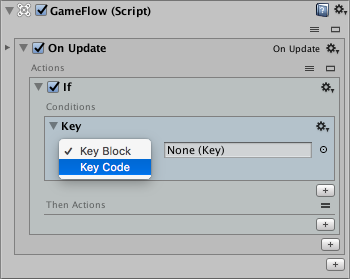 GameFlow (Script)
On Update On Update
Actions
If
Conditions
Key
Key Block None (Key)
Key Code
Then Actions